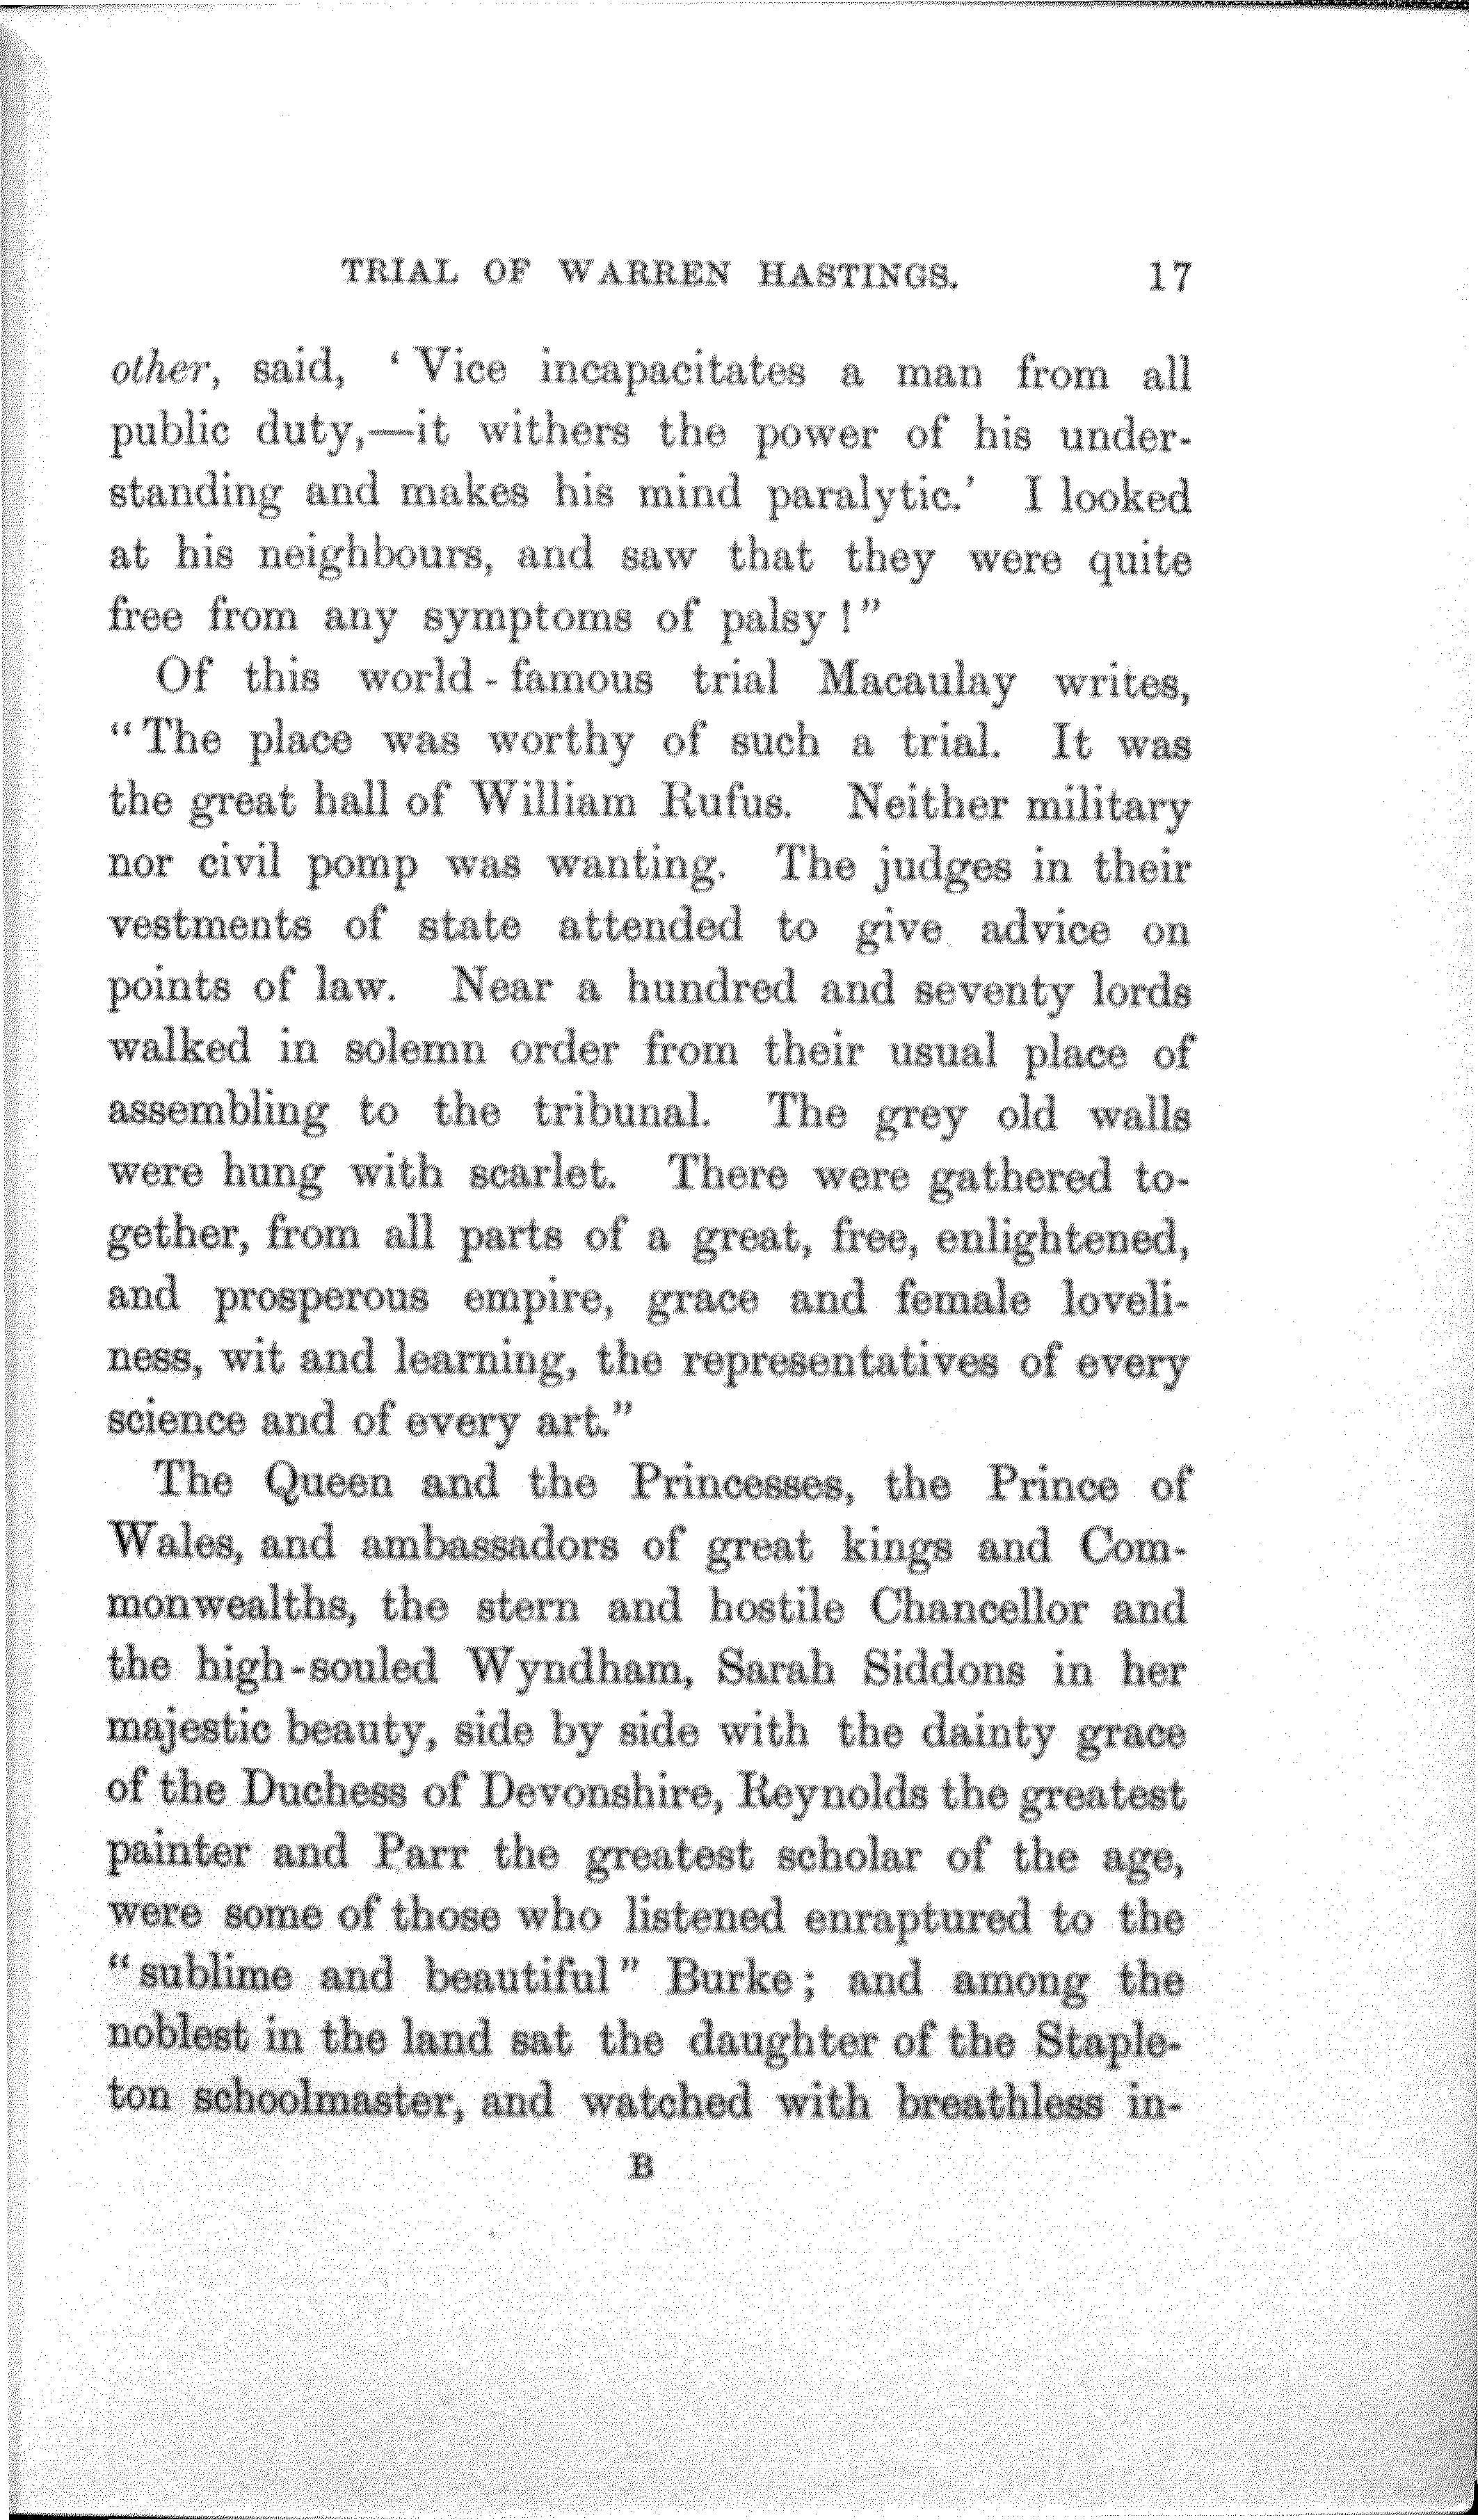 TRIAL OF WARREN HASTINGS. 17
other, said, ‘Vice incapacitates a man from all
public duty,—it withers the power of his under-
standing and makes his mind paralytic.’ I looked
at his neighbours, and saw that they were quite
free from any symptoms of palsy!”
Of this world-famous trial Macaulay writes,
“The place was worthy of such a trial. It was
the great hall of William Rufus. Neither military
nor civil pomp was wanting. The judges in their
vestments of state attended to give advice on
points of law. Near a hundred and seventy lords
walked in solemn order from their usual place of
assembling to the tribunal. The grey old walls
were hung with scarlet. There were gathered to-
gether, from all parts of a great, free, enlightened,
and prosperous empire, grace and female loveli-
ness, wit and learning, the representatives of every
science and of every art.”
The Queen and the Princesses, the Prince of
Wales, and ambassadors of great kings and Com-
monwealths, the stern and hostile Chancellor and
the high-souled Wyndham, Sarah Siddons in her
majestic beauty, side by side with the dainty grace
of the Duchess of Devonshire, Reynolds the greatest
painter and Parr the greatest scholar of the age,
were some of those who listened enraptured to the
“sublime and beautiful” Burke; and among the
noblest in the land sat the daughter of the Staple-
ton schoolmaster, and watched with breathless in-
B